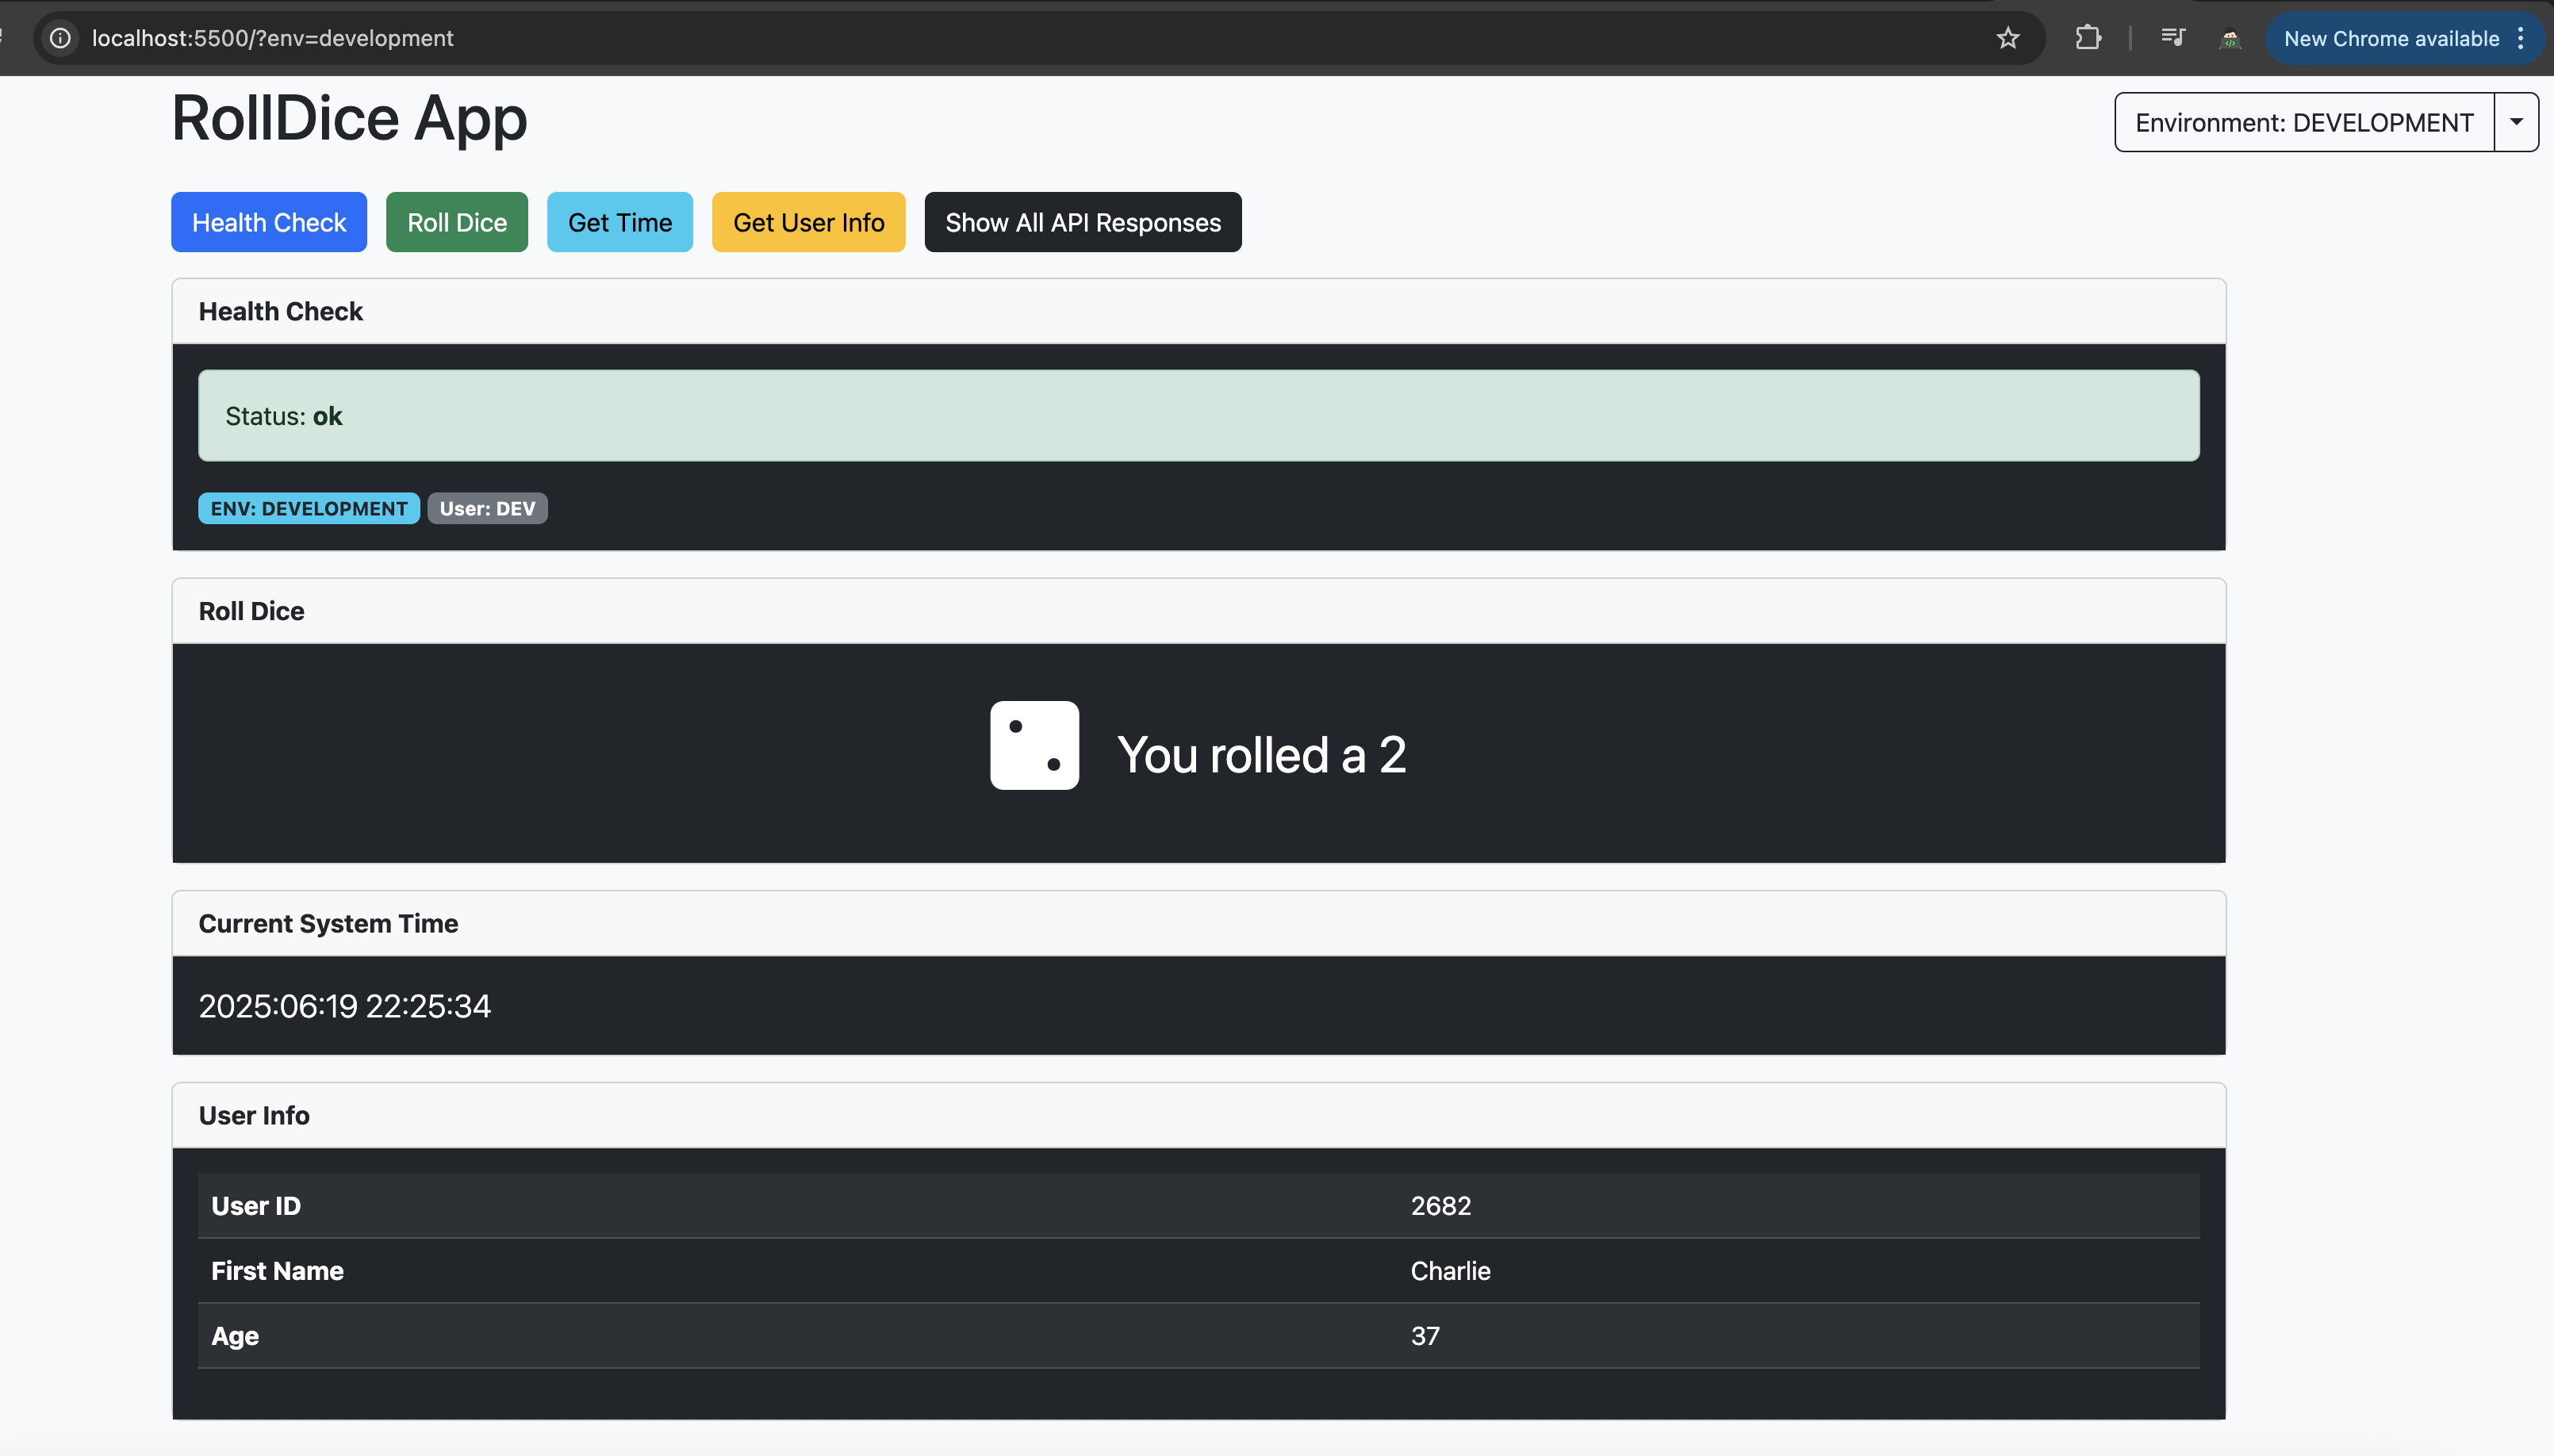 localhost:5500/?env=development
New Chrome available
RollDice App
Environment: DEVELOPMENT
Health Check
Roll Dice
Get Time
Get User Info
Show All API Responses
Health Check
Status: ok
ENV: DEVELOPMENT
User: DEV
Roll Dice
You rolled a 2
Current System Time
2025:06:19 22:25:34
User Info
User ID 2682
First Name Charlie
Age 37